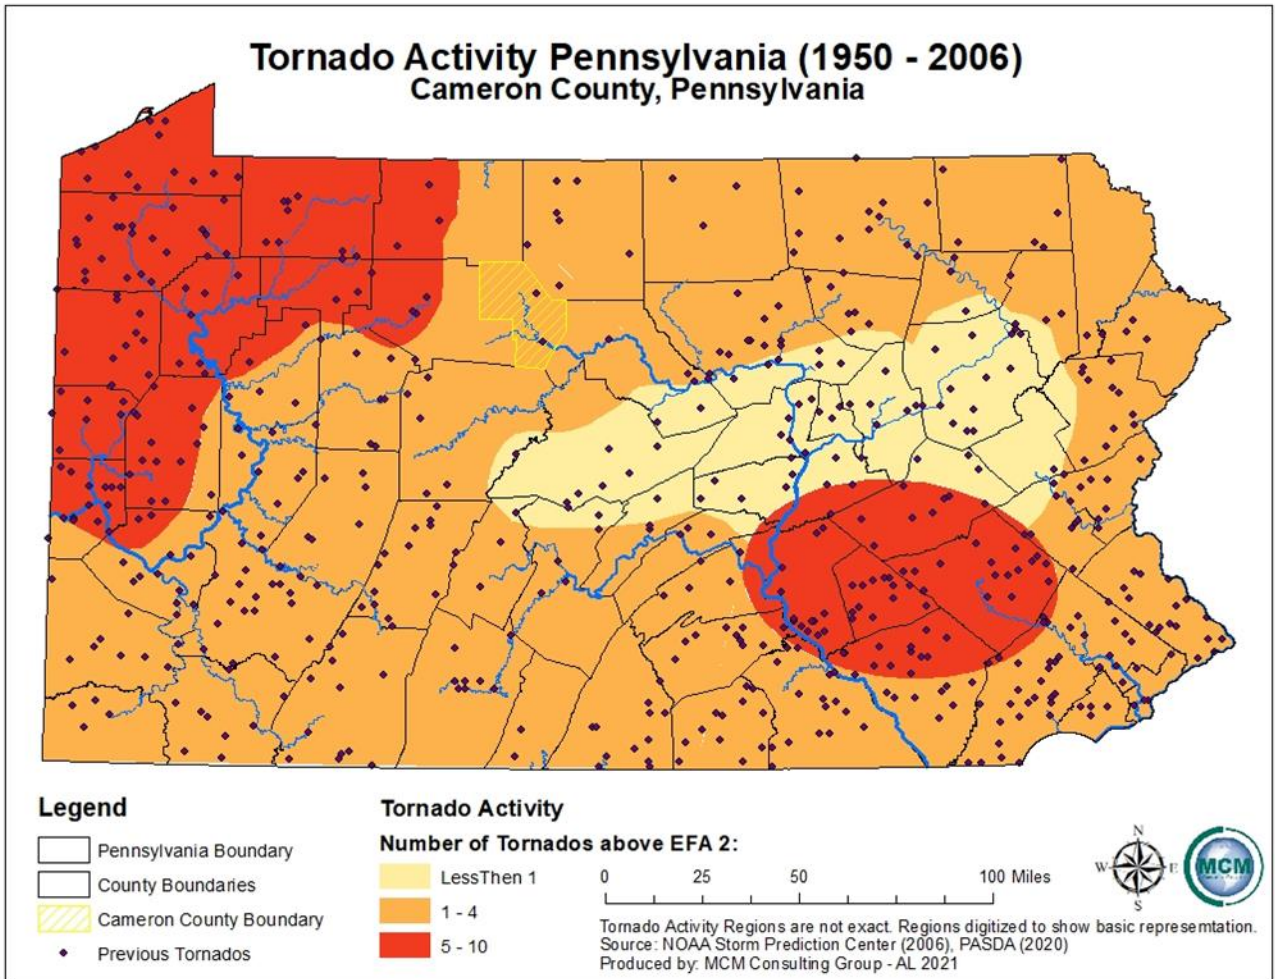 Tornado Activity Pennsylvania (1950 - 2006)
Cameron County, Pennsylvania
Legend
Pennsylvania Boundary
County Boundaries
Cameron County Boundary
Previous Tornados
Tornado Activity
Number of Tornados above EFA 2:
LessThen 1
1 - 4
5 - 10
0 25 50 100 Miles
Tornado Activity Regions are not exact. Regions digitized to show basic represemtation.
Source: NOAA Storm Prediction Center (2006), PASDA (2020)
Produced by: MCM Consulting Group - AL 2021
N
W E
S
MCM